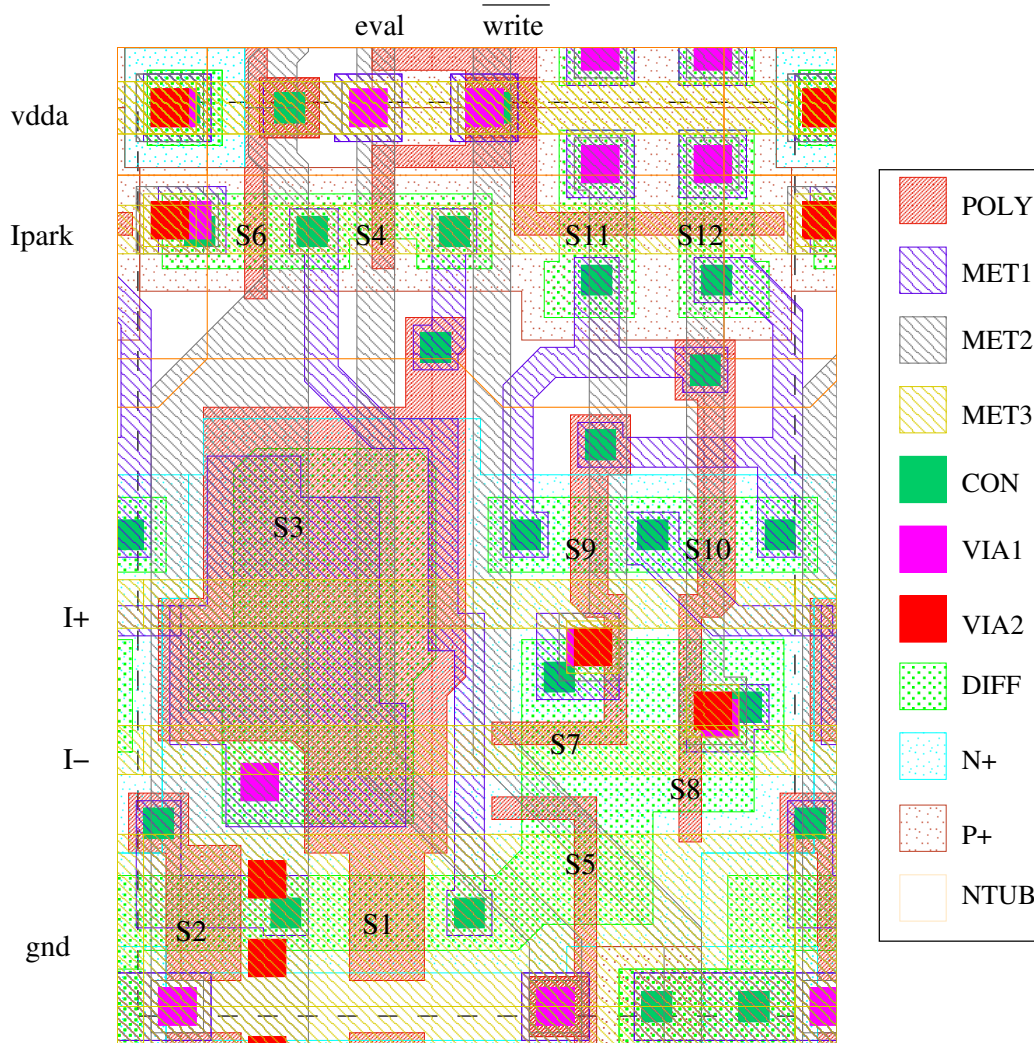 eval write
vdda
Ipark
S6 S4 S11 S12
S3
S9 S10
I+
S7
I−
S8
S5
S2 S1
gnd
POLY
MET1
MET2
MET3
CON
VIA1
VIA2
DIFF
N+
P+
NTUB